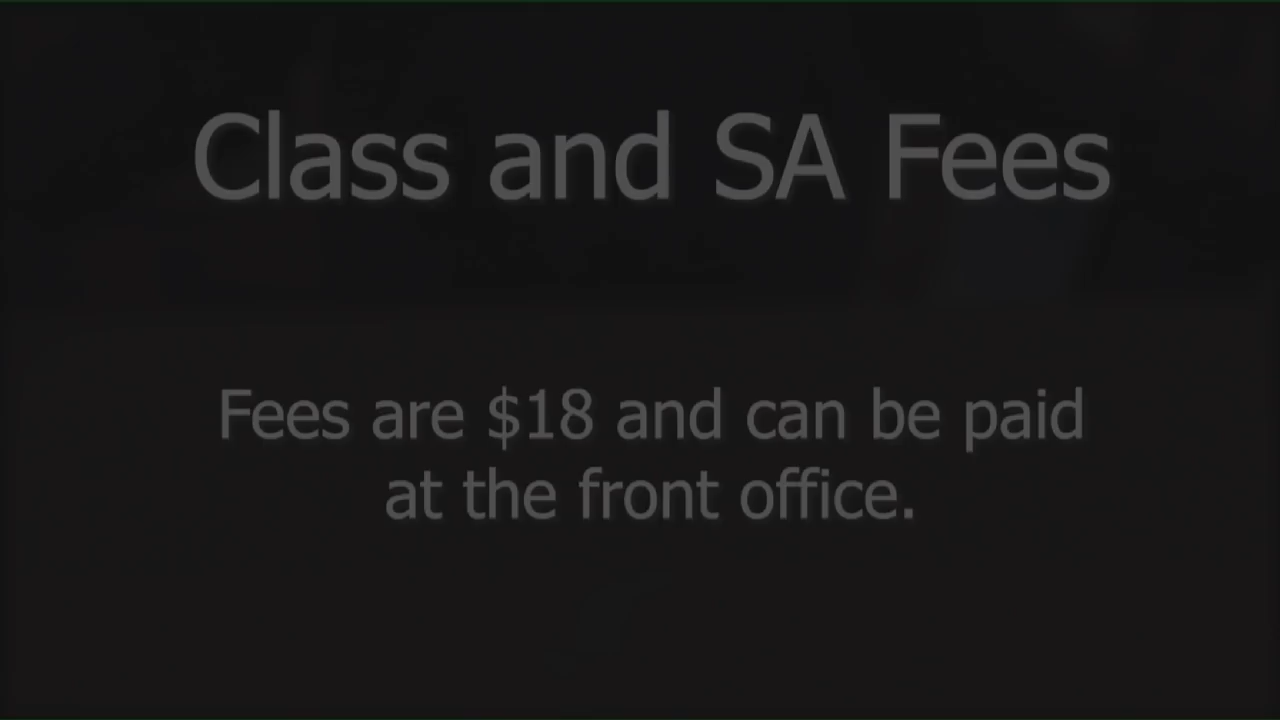 Class and SA Fees
Fees are $18 and can be paid
at the front office.